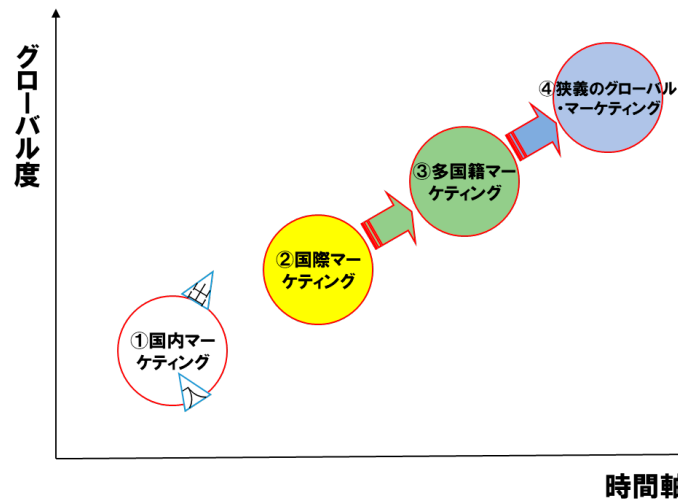 グローバル度
④狭義のグローバル
・マーケティング
③多国籍マー
ケティング
②国際マー
ケティング
①国内マー
ケティング
時間軸